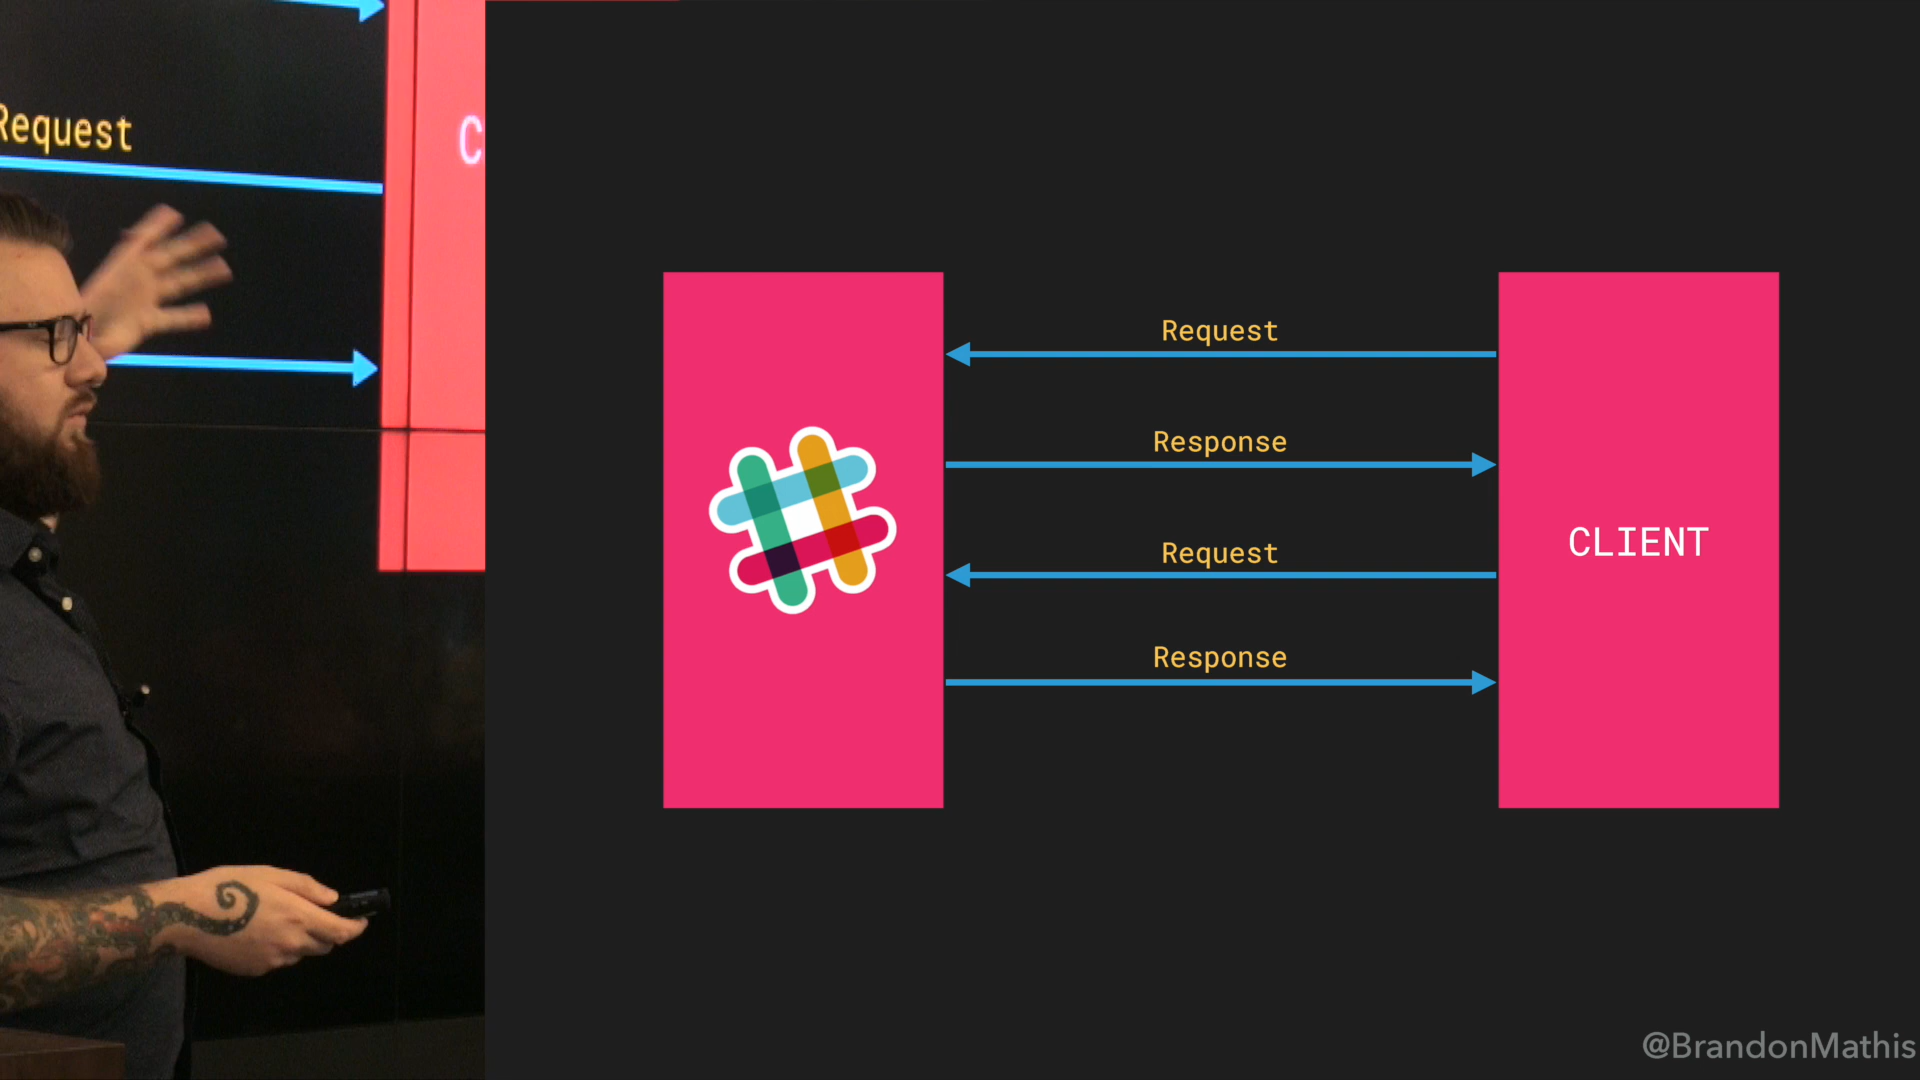 Request
C
Request
Response
Request
Response
CLIENT
@BrandonMathis